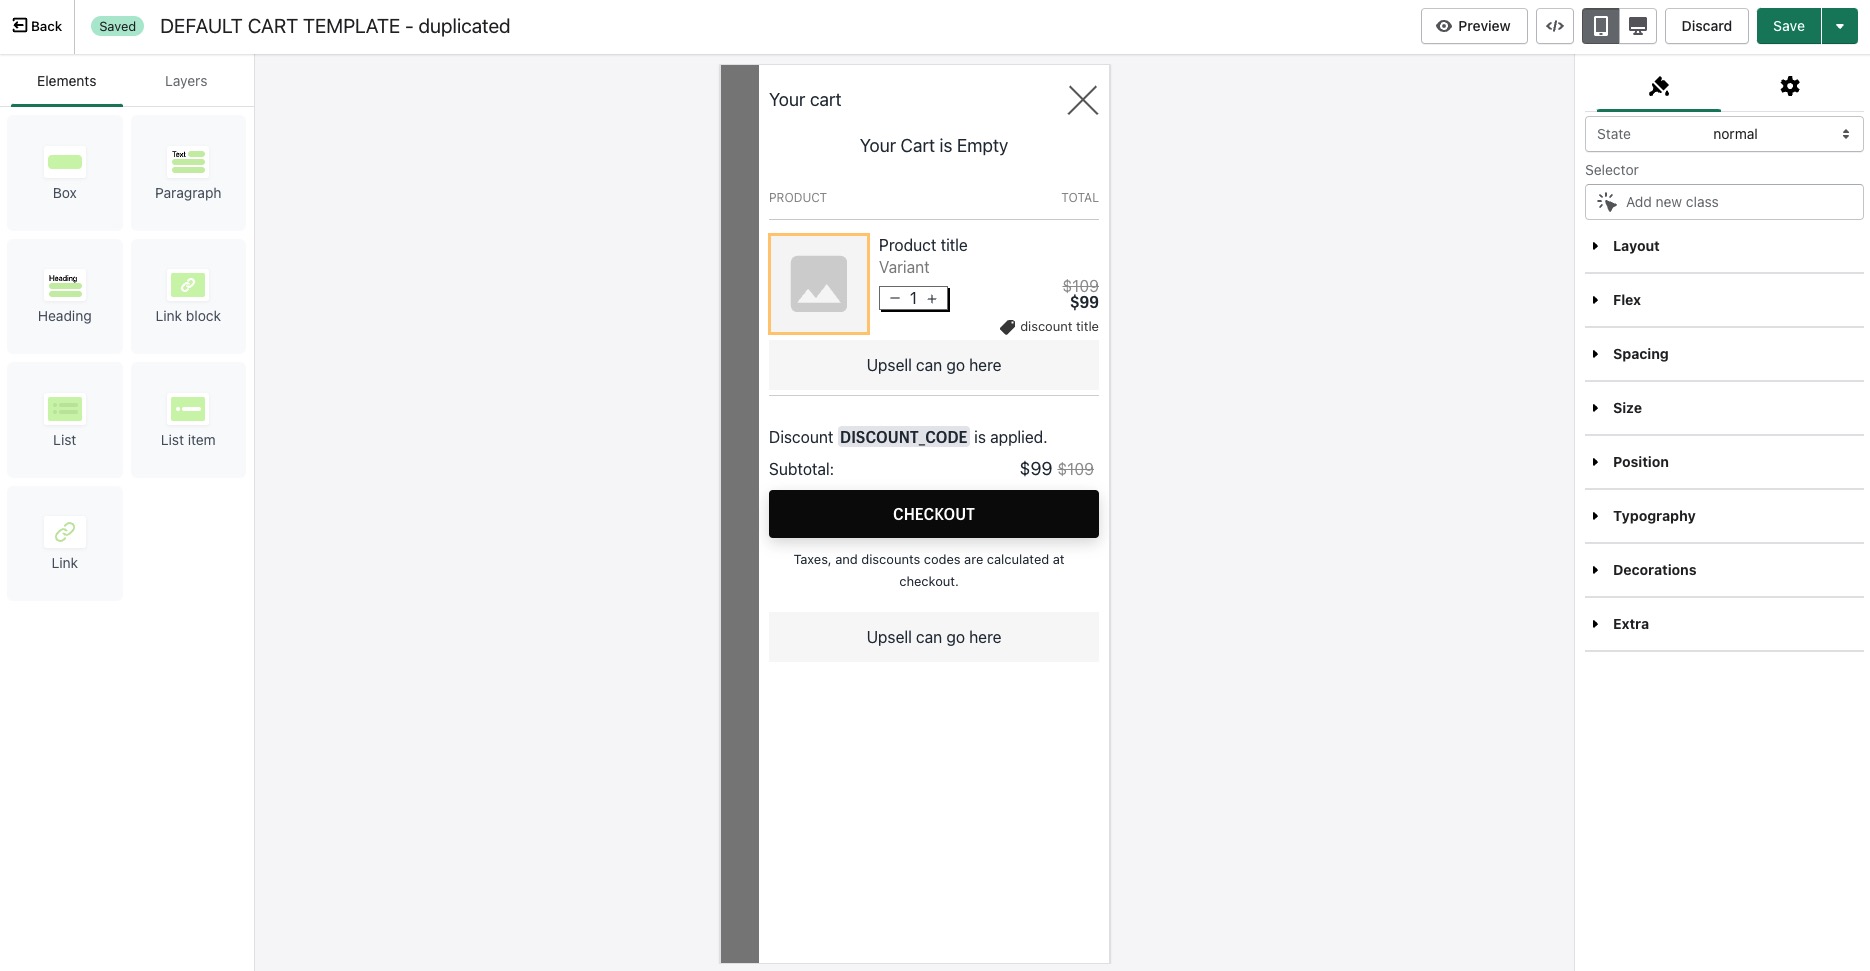 Back
Saved
DEFAULT CART TEMPLATE - duplicated
Preview
</>
Discard
Save
Elements
Layers
Box
Text
Paragraph
Heading
Heading
Link block
List
List item
Link
Your cart
Your Cart is Empty
PRODUCT
TOTAL
Product title
Variant
− 1 +
$109
$99
discount title
Upsell can go here
Discount DISCOUNT_CODE is applied.
Subtotal:
$99 $109
CHECKOUT
Taxes, and discounts codes are calculated at
checkout.
Upsell can go here
State
normal
Selector
Add new class
Layout
Flex
Spacing
Size
Position
Typography
Decorations
Extra